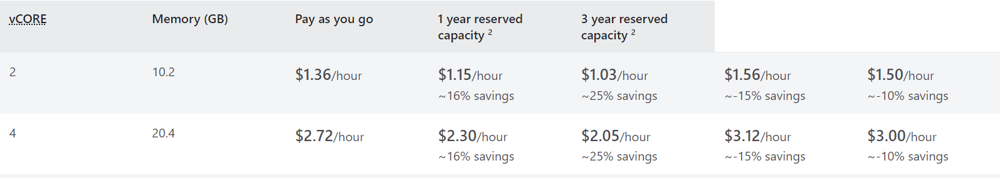 vCORE Memory (GB) Pay as you go 1 year reserved 3 year reserved
capacity 2 capacity 2
2 10.2 $1.36/hour $1.15/hour $1.03/hour $1.56/hour $1.50/hour
~16% savings ~25% savings ~-15% savings ~-10% savings
4 20.4 $2.72/hour $2.30/hour $2.05/hour $3.12/hour $3.00/hour
~16% savings ~25% savings ~-15% savings ~-10% savings